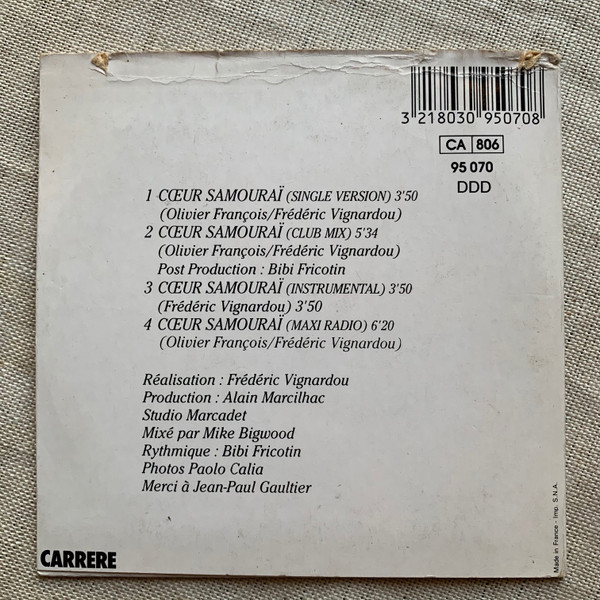 3 218030 950708
CA 806
95 070
DDD
1 CŒUR SAMOURAÏ (SINGLE VERSION) 3'50
(Olivier François/Frédéric Vignardou)
2 CŒUR SAMOURAÏ (CLUB MIX) 5'34
(Olivier François/Frédéric Vignardou)
Post Production : Bibi Fricotin
3 CŒUR SAMOURAÏ (INSTRUMENTAL) 3'50
(Frédéric Vignardou) 3'50
4 CŒUR SAMOURAÏ (MAXI RADIO) 6'20
(Olivier François/Frédéric Vignardou)
Réalisation : Frédéric Vignardou
Production : Alain Marcilhac
Studio Marcadet
Mixé par Mike Bigwood
Rythmique : Bibi Fricotin
Photos Paolo Calia
Merci à Jean-Paul Gaultier
CARRERE
Made in France - Imp. S.N.A.